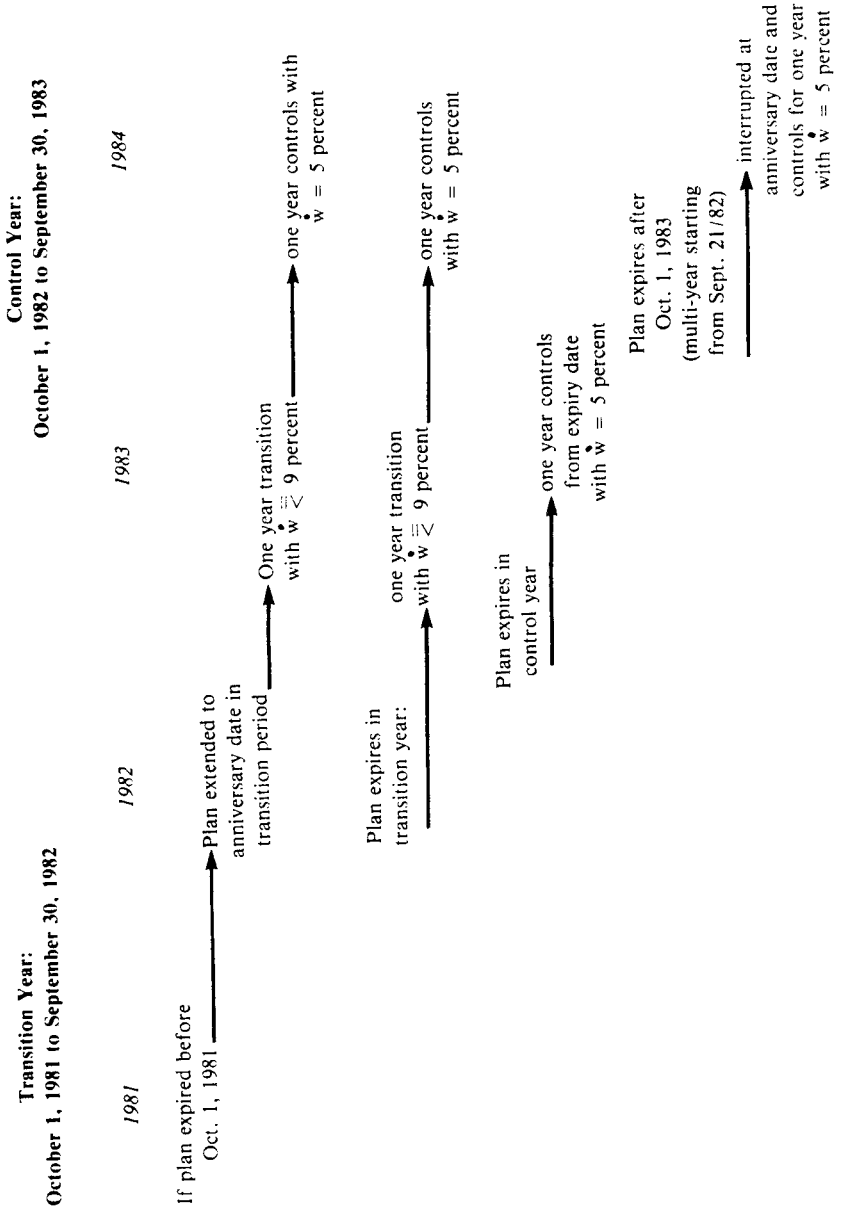 Transition Year:
October 1, 1981 to September 30, 1982
Control Year:
October 1, 1982 to September 30, 1983
1981
1982
1983
1984
If plan expired before
Oct. 1, 1981
Plan extended to
anniversary date in
transition period
One year transition
with ẇ ≦ 9 percent
one year controls with
ẇ = 5 percent
Plan expires in
transition year:
one year transition
with ẇ ≦ 9 percent
one year controls
with ẇ = 5 percent
Plan expires in
control year
one year controls
from expiry date
with ẇ = 5 percent
Plan expires after
Oct. 1, 1983
(multi-year starting
from Sept. 21/82)
interrupted at
anniversary date and
controls for one year
with ẇ = 5 percent